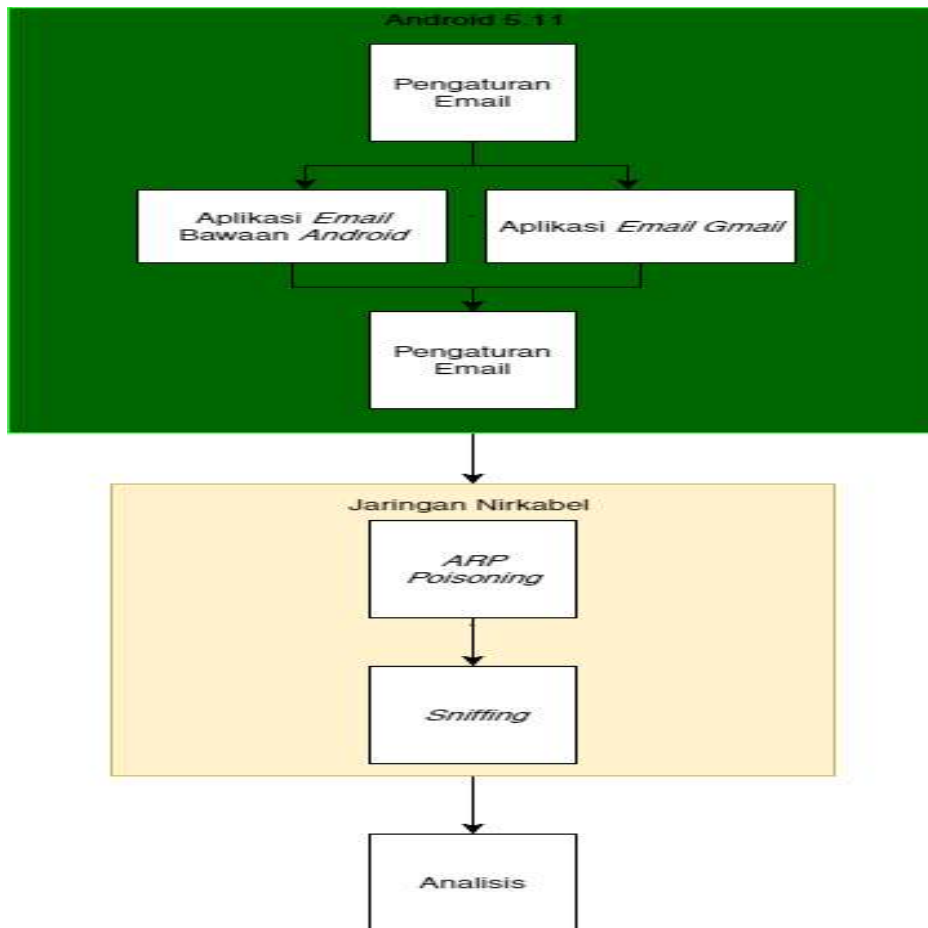 Android 5.11
Pengaturan
Email
Aplikasi Email
Bawaan Android
Aplikasi Email Gmail
Pengaturan
Email
Jaringan Nirkabel
ARP
Poisoning
Sniffing
Analisis